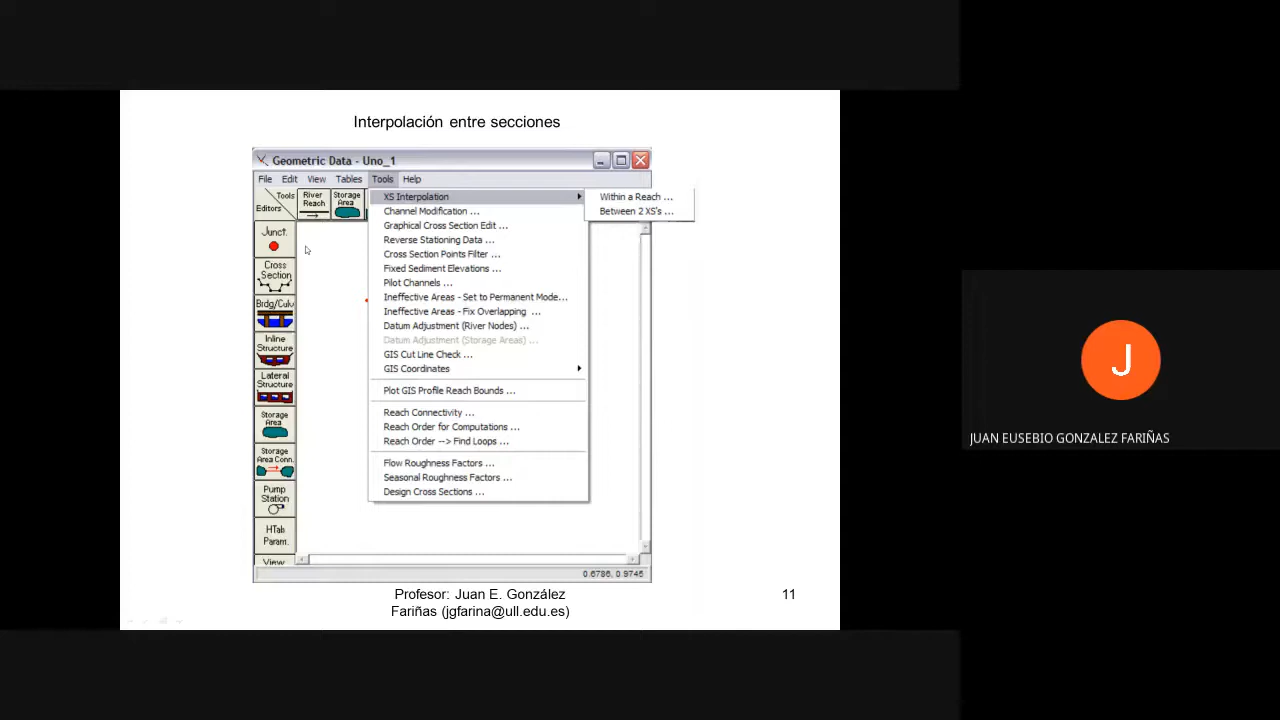 Interpolación entre secciones
Geometric Data - Uno_1
File Edit View Tables Tools Help
Tools
Editors
River
Reach
Storage
Area
Junct.
Cross
Section
Brdg/Culv
Inline
Structure
Lateral
Structure
Storage
Area
Storage
Area Conn.
Pump
Station
HTab
Param.
View
XS Interpolation
Channel Modification ...
Graphical Cross Section Edit ...
Reverse Stationing Data ...
Cross Section Points Filter ...
Fixed Sediment Elevations ...
Pilot Channels ...
Ineffective Areas - Set to Permanent Mode...
Ineffective Areas - Fix Overlapping ...
Datum Adjustment (River Nodes) ...
Datum Adjustment (Storage Areas) ...
GIS Cut Line Check ...
GIS Coordinates
Plot GIS Profile Reach Bounds ...
Reach Connectivity ...
Reach Order for Computations ...
Reach Order --> Find Loops ...
Flow Roughness Factors ...
Seasonal Roughness Factors ...
Design Cross Sections ...
Within a Reach ...
Between 2 XS's ...
0.6786, 0.9746
Profesor: Juan E. González
Fariñas (jgfarina@ull.edu.es)
11
J
JUAN EUSEBIO GONZALEZ FARIÑAS